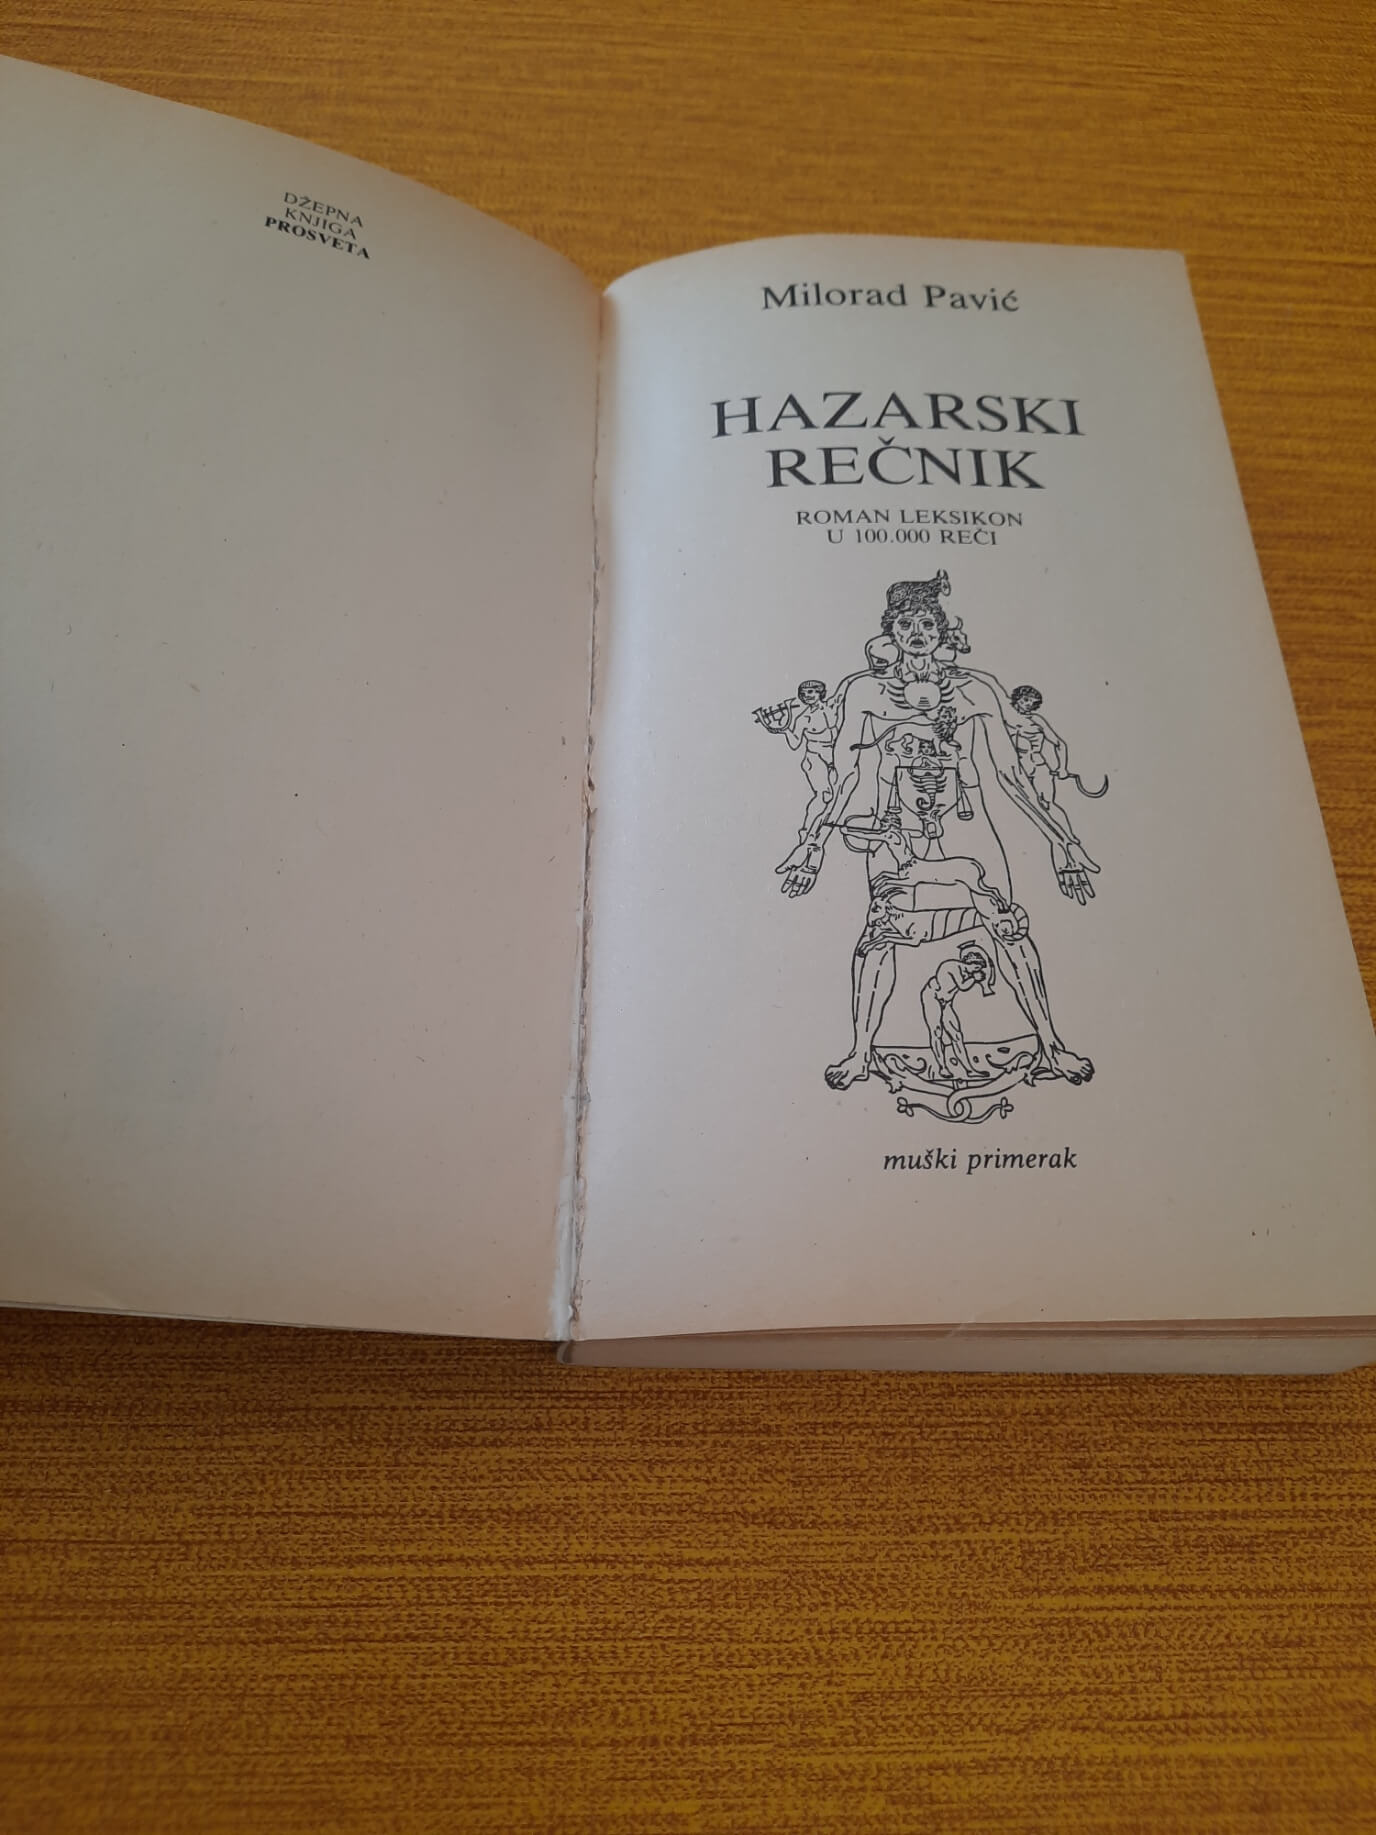 DŽEPNA
KNJIGA
PROSVETA
Milorad Pavić
HAZARSKI
REČNIK
ROMAN LEKSIKON
U 100.000 REČI
muški primerak